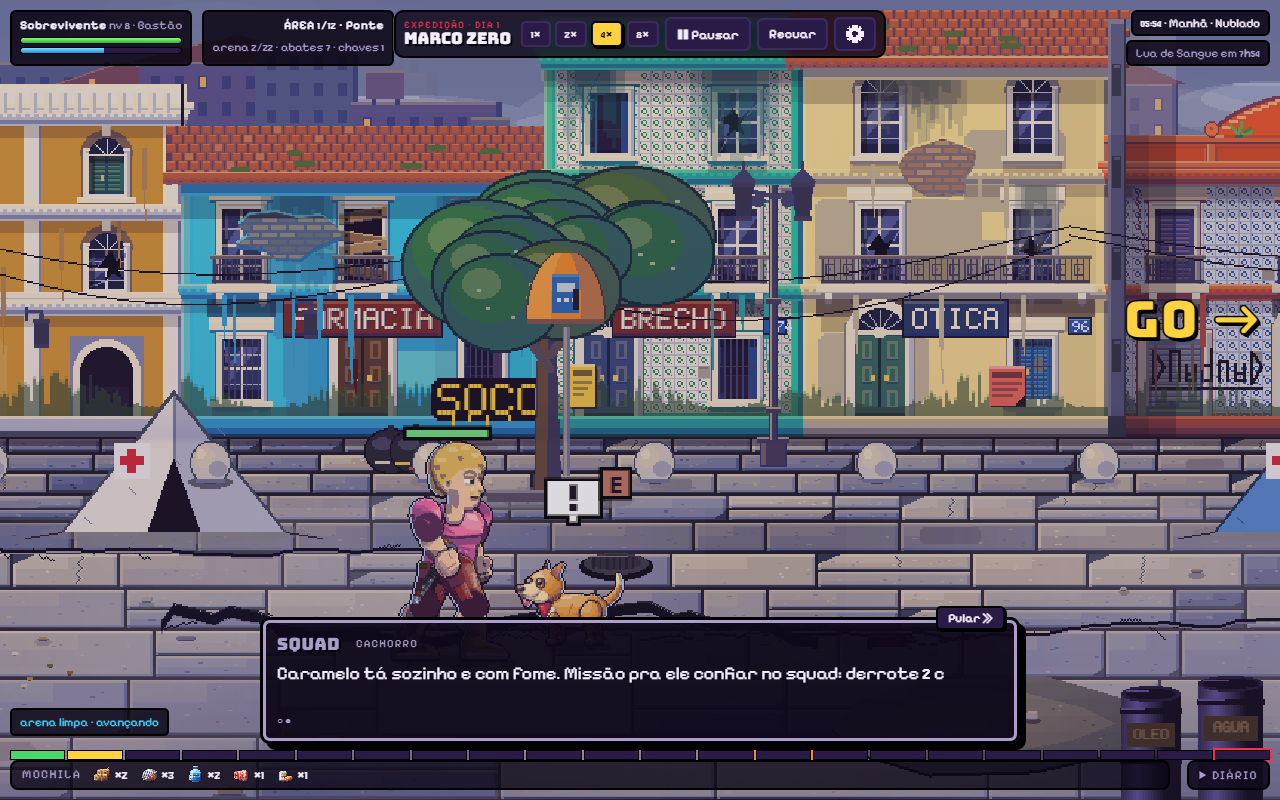 Sobrevivente nv 8 · Bastão
ÁREA 1/12 · Ponte
arena 2/22 · abates 7 · chaves 1
EXPEDIÇÃO · DIA 1
MARCO ZERO
1×
2×
4×
8×
Pausar
Recuar
05:54 · Manhã · Nublado
Lua de Sangue em 7h54
BRECHO
OTICA
96
GO →
SOCO
E
!
Pular
SQUAD CACHORRO
Caramelo tá sozinho e com fome. Missão pra ele confiar no squad: derrote 2 c
arena limpa · avançando
OLEO
AGUA
MOCHILA ×2 ×3 ×2 ×1 ×1
▶ DIÁRIO